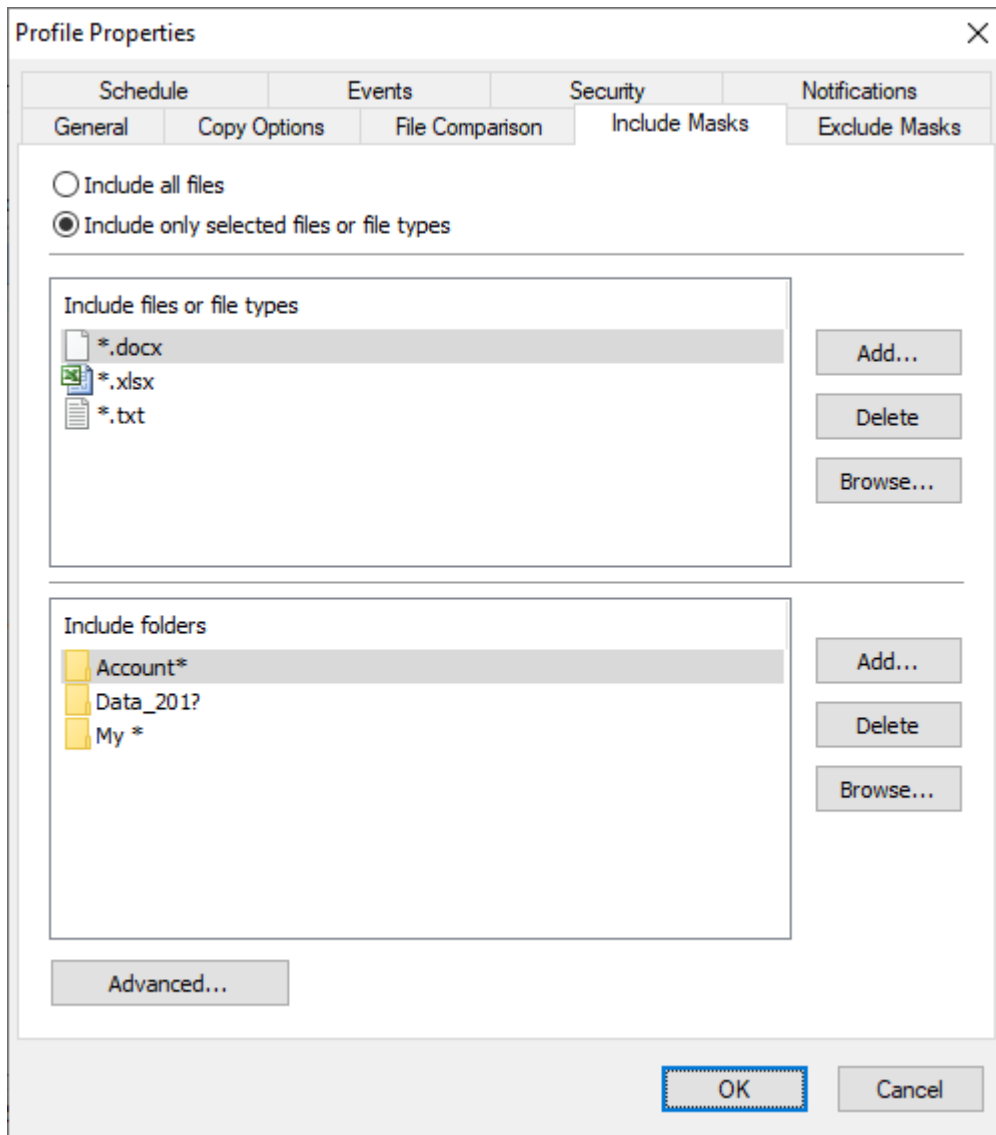 Profile Properties
Schedule Events Security Notifications
General Copy Options File Comparison Include Masks Exclude Masks
Include all files
Include only selected files or file types
Include files or file types
*.docx
*.xlsx
*.txt
Add...
Delete
Browse...
Include folders
Account*
Data_201?
My *
Add...
Delete
Browse...
Advanced...
OK Cancel